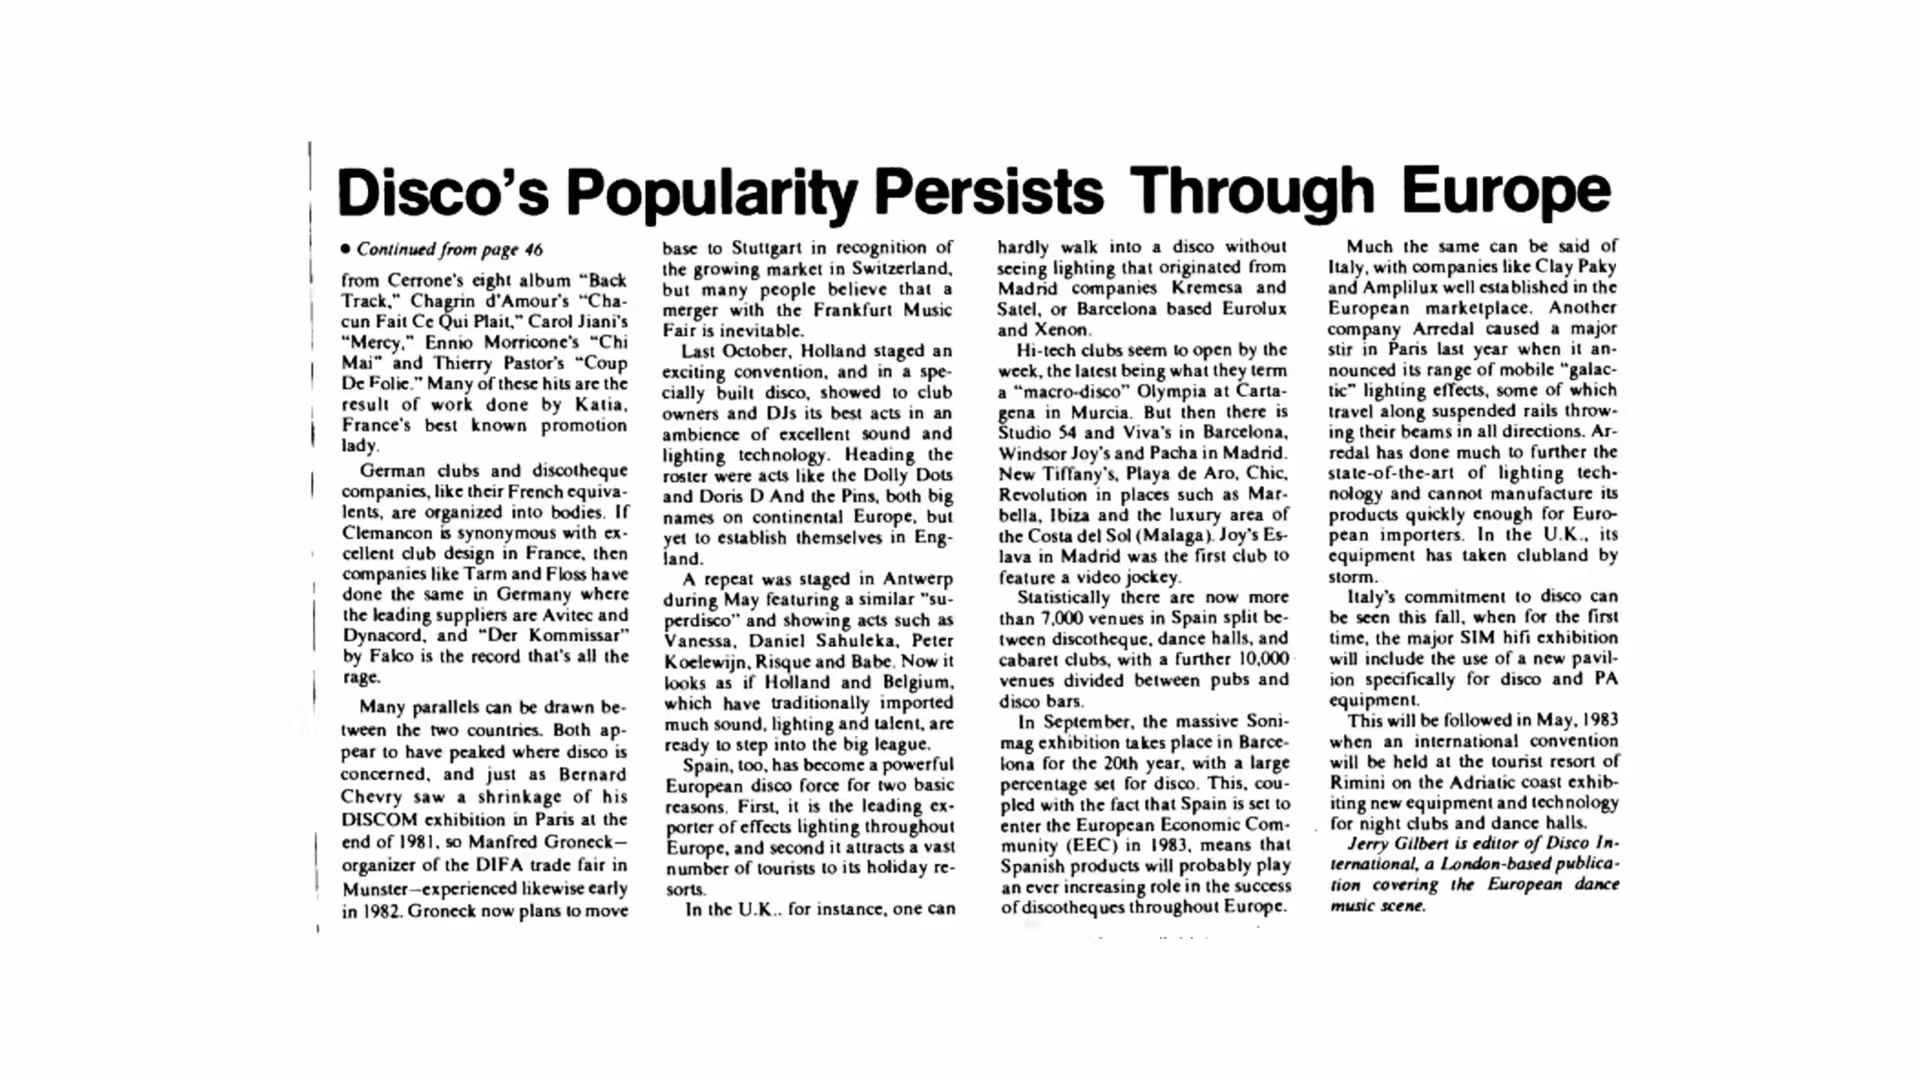 Disco's Popularity Persists Through Europe
● Continued from page 46
from Cerrone's eight album "Back
Track," Chagrin d'Amour's "Cha-
cun Fait Ce Qui Plait," Carol Jiani's
"Mercy," Ennio Morricone's "Chi
Mai" and Thierry Pastor's "Coup
De Folie." Many of these hits are the
result of work done by Katia,
France's best known promotion
lady.
German clubs and discotheque
companies, like their French equiva-
lents, are organized into bodies. If
Clemancon is synonymous with ex-
cellent club design in France, then
companies like Tarm and Floss have
done the same in Germany where
the leading suppliers are Avitec and
Dynacord, and "Der Kommissar"
by Falco is the record that's all the
rage.
Many parallels can be drawn be-
tween the two countries. Both ap-
pear to have peaked where disco is
concerned, and just as Bernard
Chevry saw a shrinkage of his
DISCOM exhibition in Paris at the
end of 1981, so Manfred Groneck—
organizer of the DIFA trade fair in
Munster—experienced likewise early
in 1982. Groneck now plans to move
base to Stuttgart in recognition of
the growing market in Switzerland,
but many people believe that a
merger with the Frankfurt Music
Fair is inevitable.
Last October, Holland staged an
exciting convention, and in a spe-
cially built disco, showed to club
owners and DJs its best acts in an
ambience of excellent sound and
lighting technology. Heading the
roster were acts like the Dolly Dots
and Doris D And the Pins, both big
names on continental Europe, but
yet to establish themselves in Eng-
land.
A repeat was staged in Antwerp
during May featuring a similar "su-
perdisco" and showing acts such as
Vanessa, Daniel Sahuleka, Peter
Koelewijn, Risque and Babe. Now it
looks as if Holland and Belgium,
which have traditionally imported
much sound, lighting and talent, are
ready to step into the big league.
Spain, too, has become a powerful
European disco force for two basic
reasons. First, it is the leading ex-
porter of effects lighting throughout
Europe, and second it attracts a vast
number of tourists to its holiday re-
sorts.
In the U.K.. for instance, one can
hardly walk into a disco without
seeing lighting that originated from
Madrid companies Kremesa and
Satel, or Barcelona based Eurolux
and Xenon.
Hi-tech clubs seem to open by the
week, the latest being what they term
a "macro-disco" Olympia at Carta-
gena in Murcia. But then there is
Studio 54 and Viva's in Barcelona,
Windsor Joy's and Pacha in Madrid.
New Tiffany's, Playa de Aro, Chic,
Revolution in places such as Mar-
bella, Ibiza and the luxury area of
the Costa del Sol (Malaga). Joy's Es-
lava in Madrid was the first club to
feature a video jockey.
Statistically there are now more
than 7,000 venues in Spain split be-
tween discotheque, dance halls, and
cabaret clubs, with a further 10,000
venues divided between pubs and
disco bars.
In September, the massive Soni-
mag exhibition takes place in Barce-
lona for the 20th year, with a large
percentage set for disco. This, cou-
pled with the fact that Spain is set to
enter the European Economic Com-
munity (EEC) in 1983, means that
Spanish products will probably play
an ever increasing role in the success
of discotheques throughout Europe.
Much the same can be said of
Italy, with companies like Clay Paky
and Amplilux well established in the
European marketplace. Another
company Arredal caused a major
stir in Paris last year when it an-
nounced its range of mobile "galac-
tic" lighting effects, some of which
travel along suspended rails throw-
ing their beams in all directions. Ar-
redal has done much to further the
state-of-the-art of lighting tech-
nology and cannot manufacture its
products quickly enough for Euro-
pean importers. In the U.K., its
equipment has taken clubland by
storm.
Italy's commitment to disco can
be seen this fall, when for the first
time, the major SIM hifi exhibition
will include the use of a new pavil-
ion specifically for disco and PA
equipment.
This will be followed in May, 1983
when an international convention
will be held at the tourist resort of
Rimini on the Adriatic coast exhib-
iting new equipment and technology
for night clubs and dance halls.
Jerry Gilbert is editor of Disco In-
ternational, a London-based publica-
tion covering the European dance
music scene.